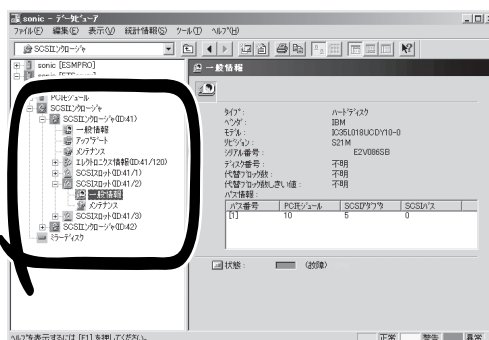 sonic - ﾃﾞｰﾀﾋﾞｭｰｱ
ファイル(F) 編集(E) 表示(V) 統計情報(S) ツール(T) ヘルプ(H)
SCSIエンクロージャ
sonic [ESMPRO]
PCIモジュール
SCSIエンクロージャ
SCSIエンクロージャ(ID:41)
一般情報
アップデート
メンテナンス
エレクトロニクス情報(ID:41/120)
SCSIスロット(ID:41/1)
SCSIスロット(ID:41/2)
一般情報
メンテナンス
SCSIスロット(ID:41/3)
SCSIエンクロージャ(ID:42)
ミラーディスク
一般情報
タイプ: ハードディスク
ベンダ: IBM
モデル: IC35L018UCDY10-0
リビジョン: S21M
シリアル番号: E2V086SB
ディスク番号: 不明
代替ブロック数: 不明
代替ブロック数しきい値: 不明
パス情報:
パス番号 PCIモジュール SCSIアダプタ SCSIバス
[1] 10 5 0
状態: (故障)
ヘルプを表示するには [F1] を押してください。
正常 警告 異常